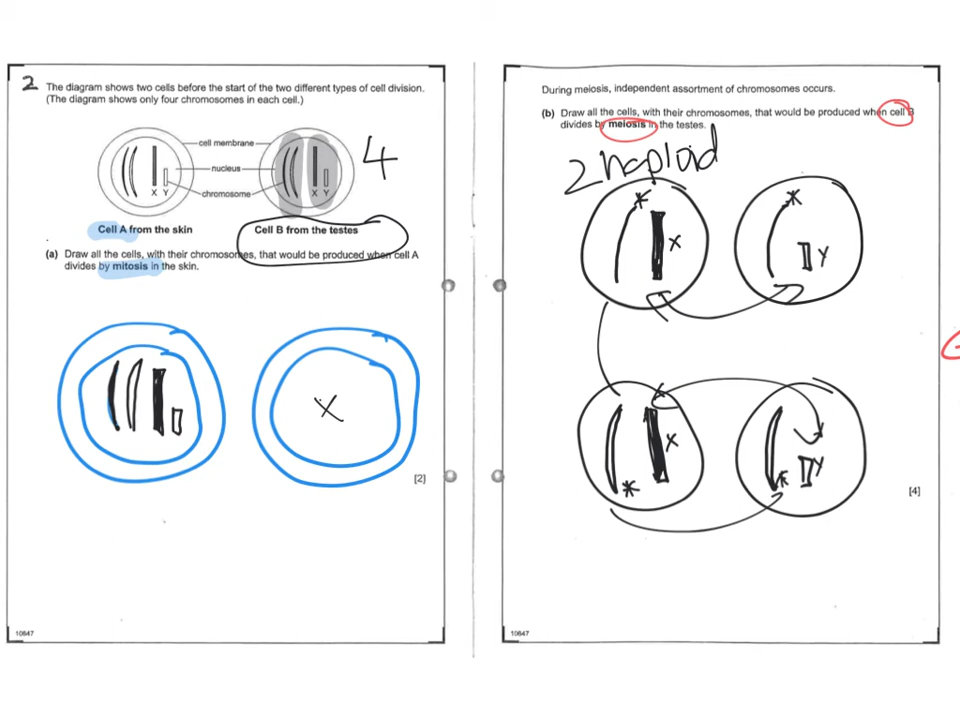 2 The diagram shows two cells before the start of the two different types of cell division.
(The diagram shows only four chromosomes in each cell.)
cell membrane
nucleus
chromosome
X Y
X Y
4
Cell A from the skin
Cell B from the testes
(a) Draw all the cells, with their chromosomes, that would be produced when cell A
divides by mitosis in the skin.
X
[2]
10647
During meiosis, independent assortment of chromosomes occurs.
(b) Draw all the cells, with their chromosomes, that would be produced when cell B
divides by meiosis in the testes.
2 haploid
X
Y
X
Y
[4]
10647